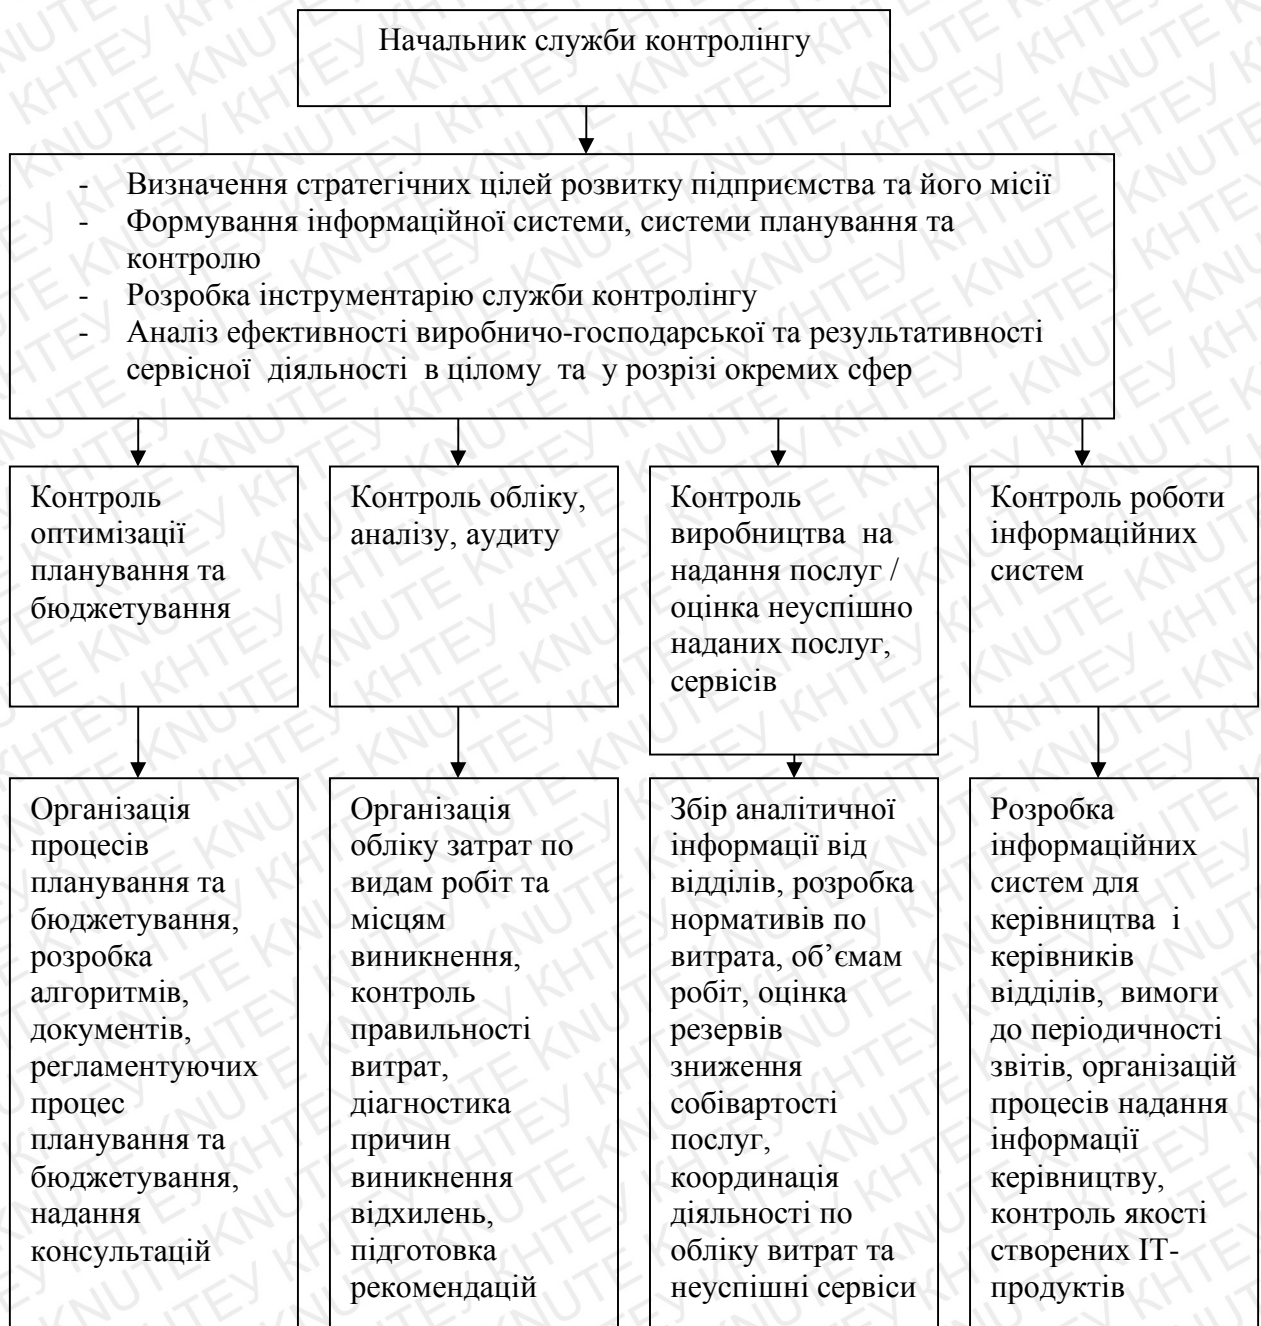 Начальник служби контролінгу
- Визначення стратегічних цілей розвитку підприємства та його місії
- Формування інформаційної системи, системи планування та
контролю
- Розробка інструментарію служби контролінгу
- Аналіз ефективності виробничо-господарської та результативності
сервісної діяльності в цілому та у розрізі окремих сфер
Контроль
оптимізації
планування та
бюджетування
Контроль обліку,
аналізу, аудиту
Контроль
виробництва на
надання послуг /
оцінка неуспішно
наданих послуг,
сервісів
Контроль роботи
інформаційних
систем
Організація
процесів
планування та
бюджетування,
розробка
алгоритмів,
документів,
регламентуючих
процес
планування та
бюджетування,
надання
консультацій
Організація
обліку затрат по
видам робіт та
місцям
виникнення,
контроль
правильності
витрат,
діагностика
причин
виникнення
відхилень,
підготовка
рекомендацій
Збір аналітичної
інформації від
відділів, розробка
нормативів по
витрата, об’ємам
робіт, оцінка
резервів
зниження
собівартості
послуг,
координація
діяльності по
обліку витрат та
неуспішні сервіси
Розробка
інформаційних
систем для
керівництва і
керівників
відділів, вимоги
до періодичності
звітів, організацій
процесів надання
інформації
керівництву,
контроль якості
створених ІТ-
продуктів